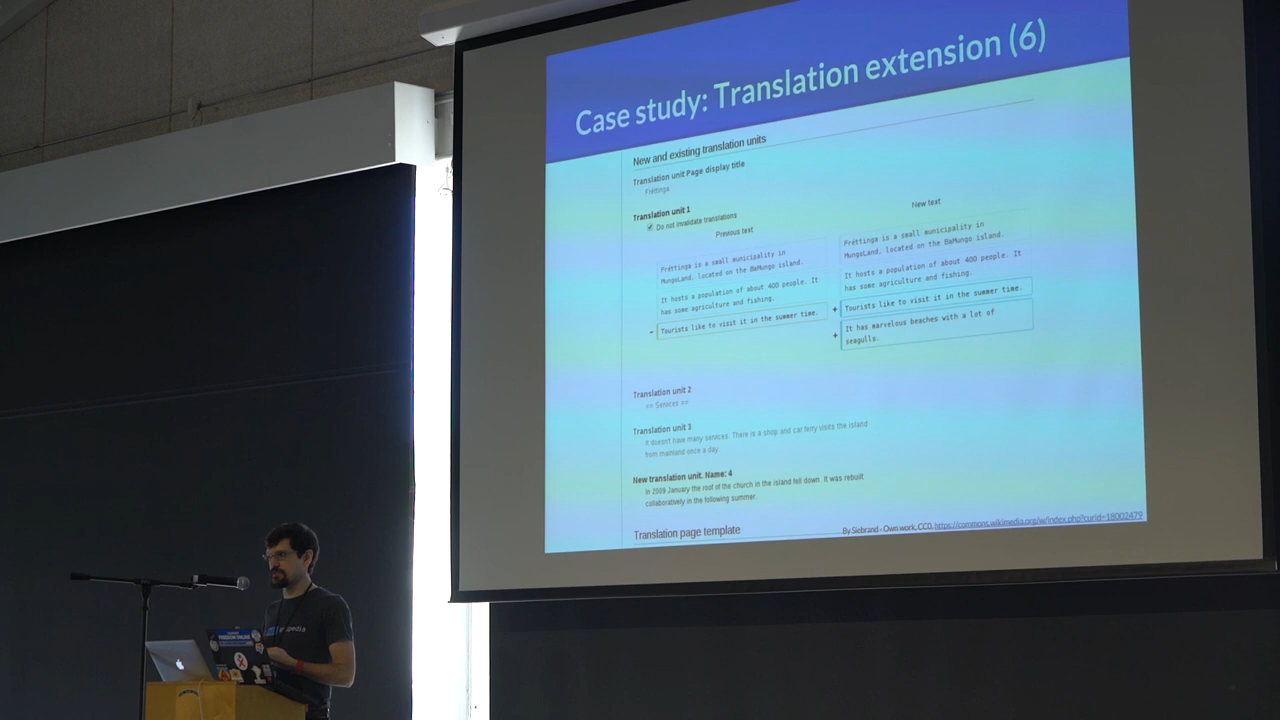 Case study: Translation extension (6)
New and existing translation units
Translation unit Page display title
Frettinga
Translation unit 1
Do not invalidate translations
Previous text
New text
Prettinga is a small municipality in
MungoLand, located on the BaMungo island.
It hosts a population of about 400 people. It
has some agriculture and fishing.
- Tourists like to visit it in the summer time.
Prettinga is a small municipality in
MungoLand, located on the BaMungo island.
It hosts a population of about 400 people. It
has some agriculture and fishing.
+ Tourists like to visit it in the summer time.
+ It has marvelous beaches with a lot of
seagulls.
Translation unit 2
== Services ==
Translation unit 3
It doesn't have many services. There is a shop and car ferry visits the island
from mainland once a day.
New translation unit. Name: 4
In 2009 January the roof of the church in the island fell down. It was rebuilt
collaboratively in the following summer.
Translation page template
By Siebrand - Own work, CC0, https://commons.wikimedia.org/w/index.php?curid=18002479